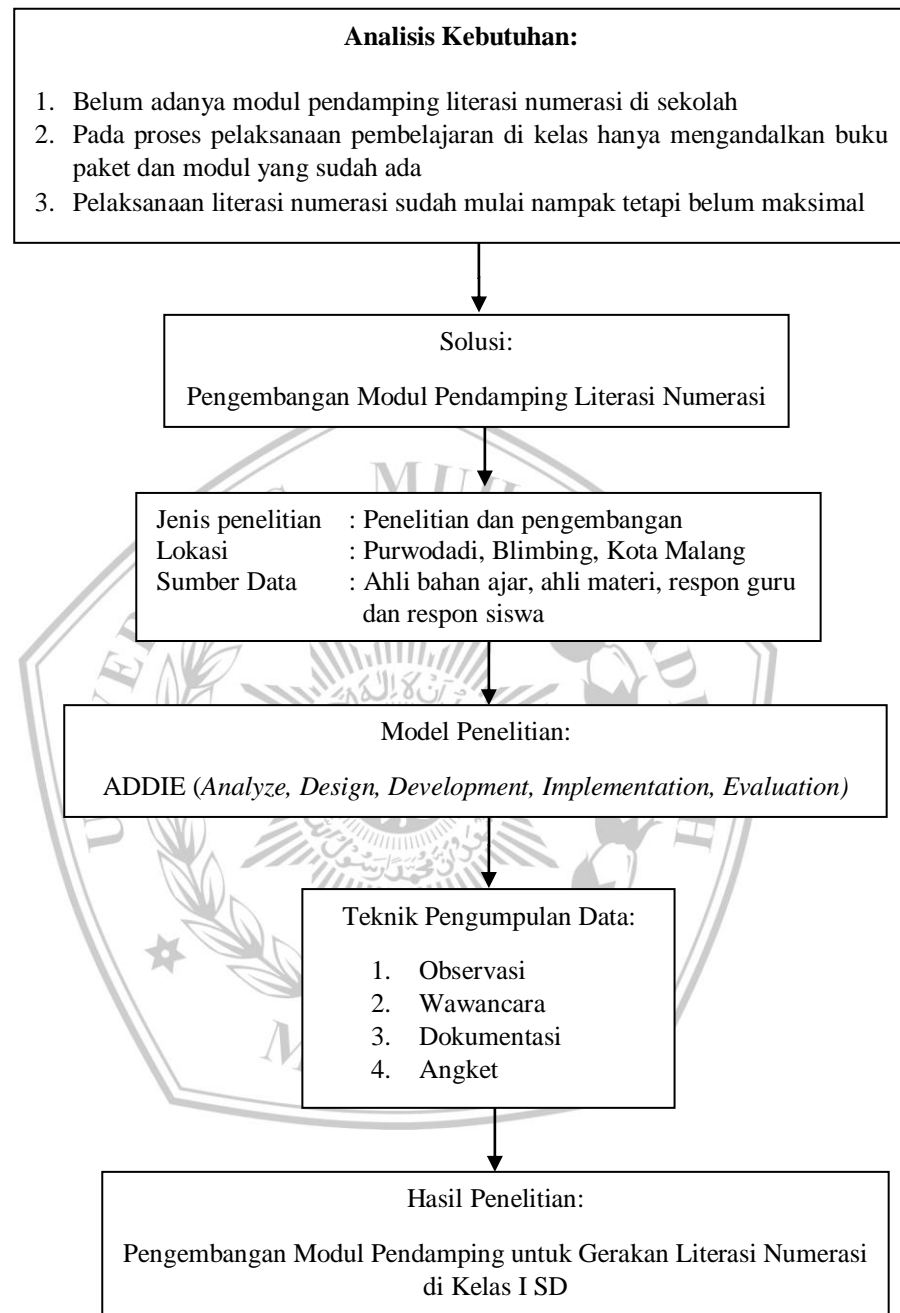 Analisis Kebutuhan:
1. Belum adanya modul pendamping literasi numerasi di sekolah
2. Pada proses pelaksanaan pembelajaran di kelas hanya mengandalkan buku
paket dan modul yang sudah ada
3. Pelaksanaan literasi numerasi sudah mulai nampak tetapi belum maksimal
Solusi:
Pengembangan Modul Pendamping Literasi Numerasi
Jenis penelitian : Penelitian dan pengembangan
Lokasi : Purwodadi, Blimbing, Kota Malang
Sumber Data : Ahli bahan ajar, ahli materi, respon guru
dan respon siswa
Model Penelitian:
ADDIE (Analyze, Design, Development, Implementation, Evaluation)
Teknik Pengumpulan Data:
1. Observasi
2. Wawancara
3. Dokumentasi
4. Angket
Hasil Penelitian:
Pengembangan Modul Pendamping untuk Gerakan Literasi Numerasi
di Kelas I SD